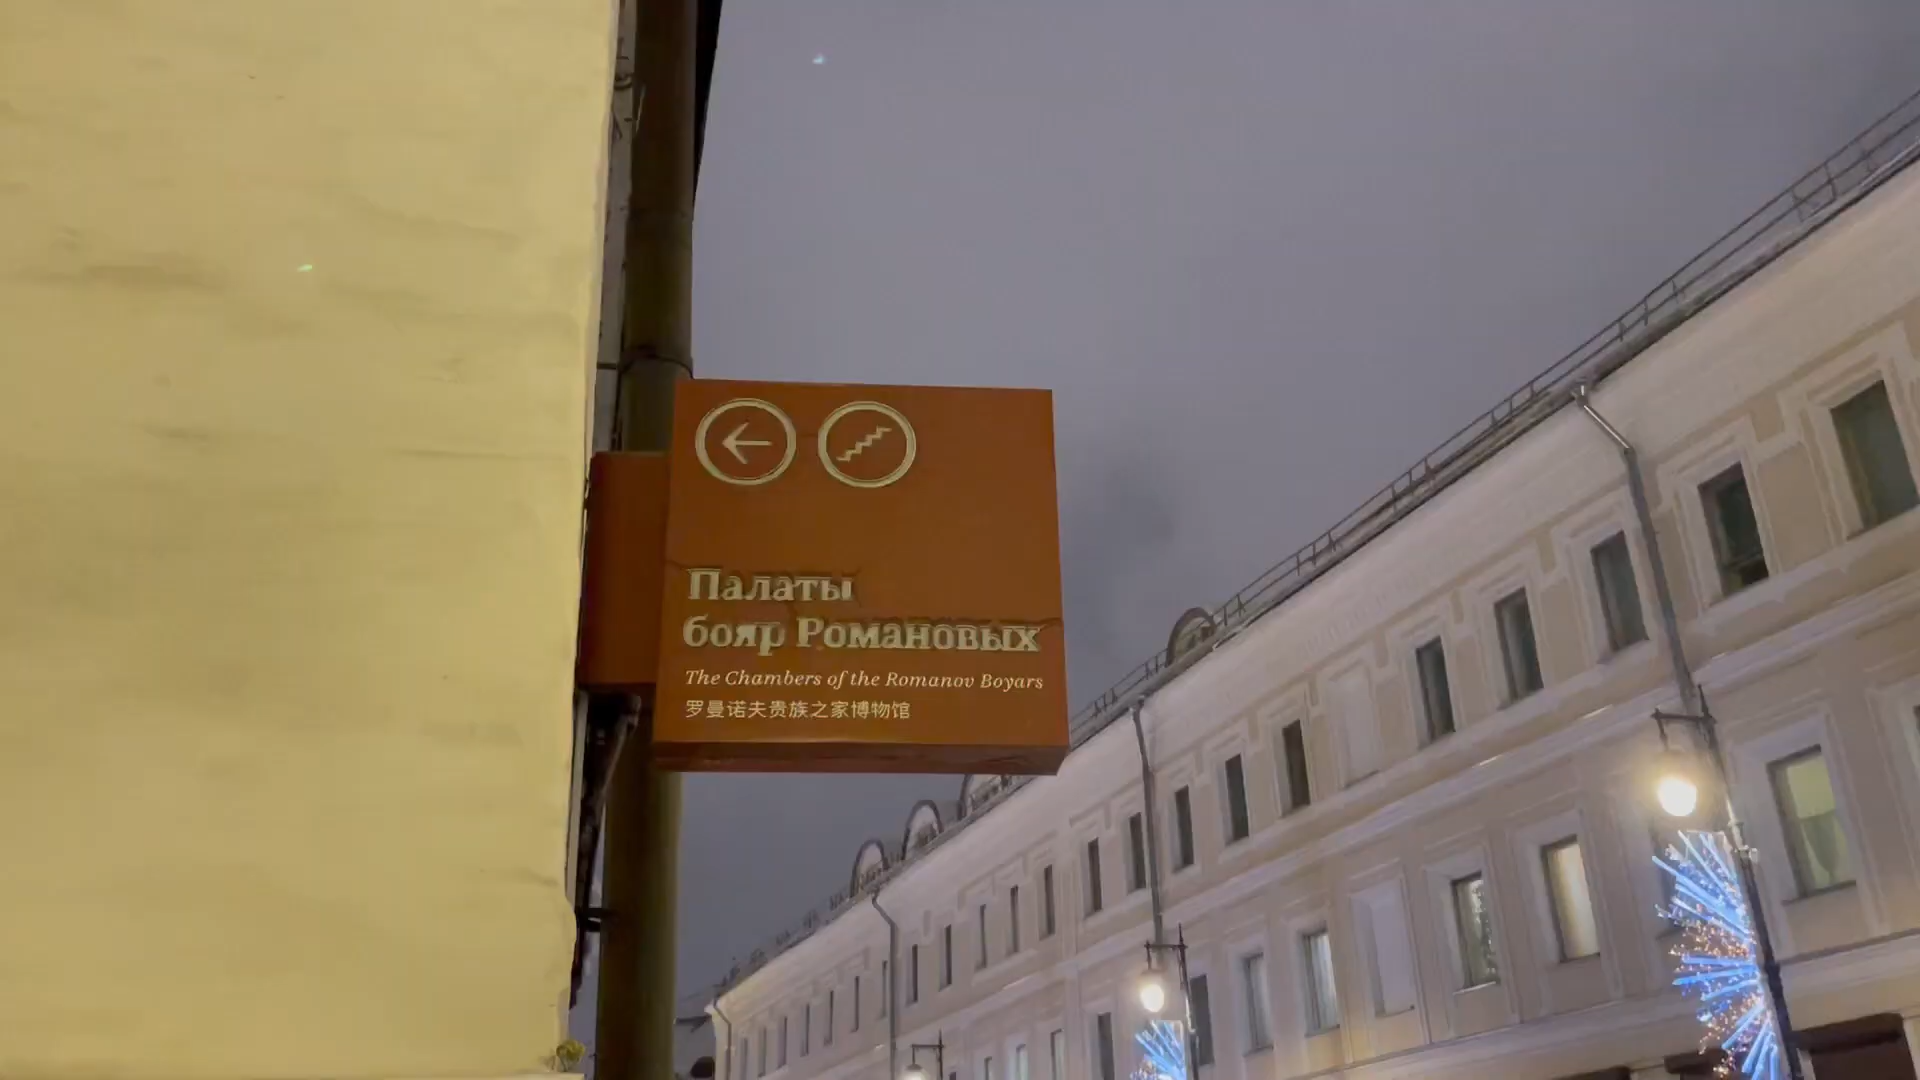 Палаты
бояр Романовых
The Chambers of the Romanov Boyars
罗曼诺夫贵族之家博物馆